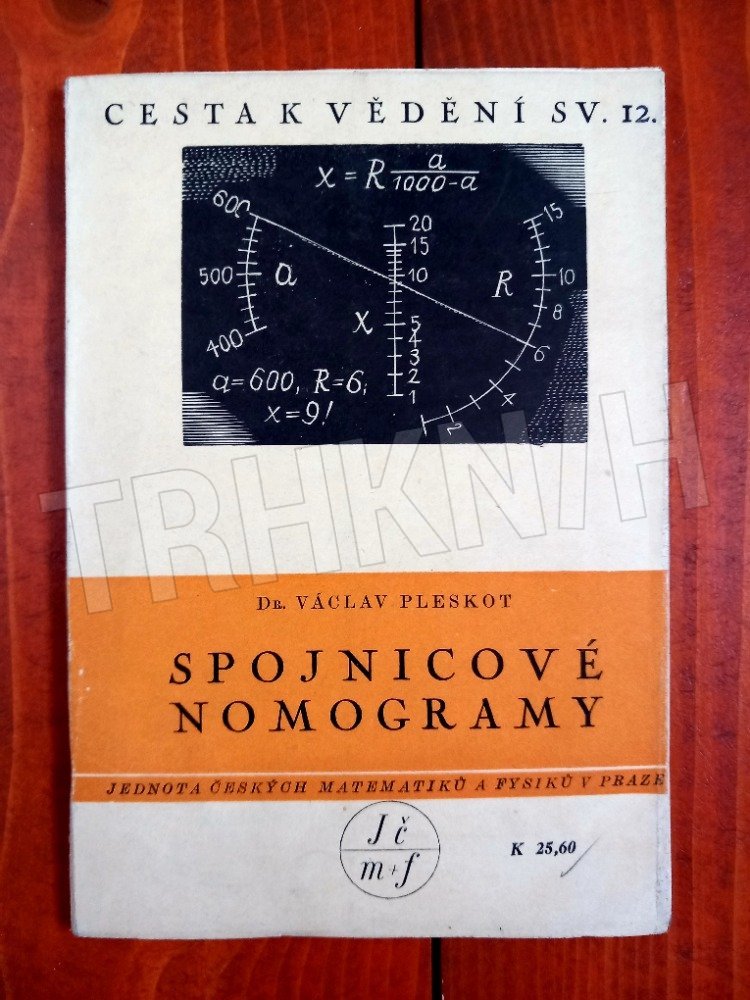 CESTA K VĚDĚNÍ SV. 12.
x = R a/1000-a
600
500
400
a
20
15
10
5
4
3
2
1
x
15
10
8
6
4
2
R
a=600, R=6;
x=9!
TRHKNIH
DR. VÁCLAV PLESKOT
SPOJNICOVÉ
NOMOGRAMY
JEDNOTA ČESKÝCH MATEMATIKŮ A FYSIKŮ V PRAZE
J č
m+f
K 25,60